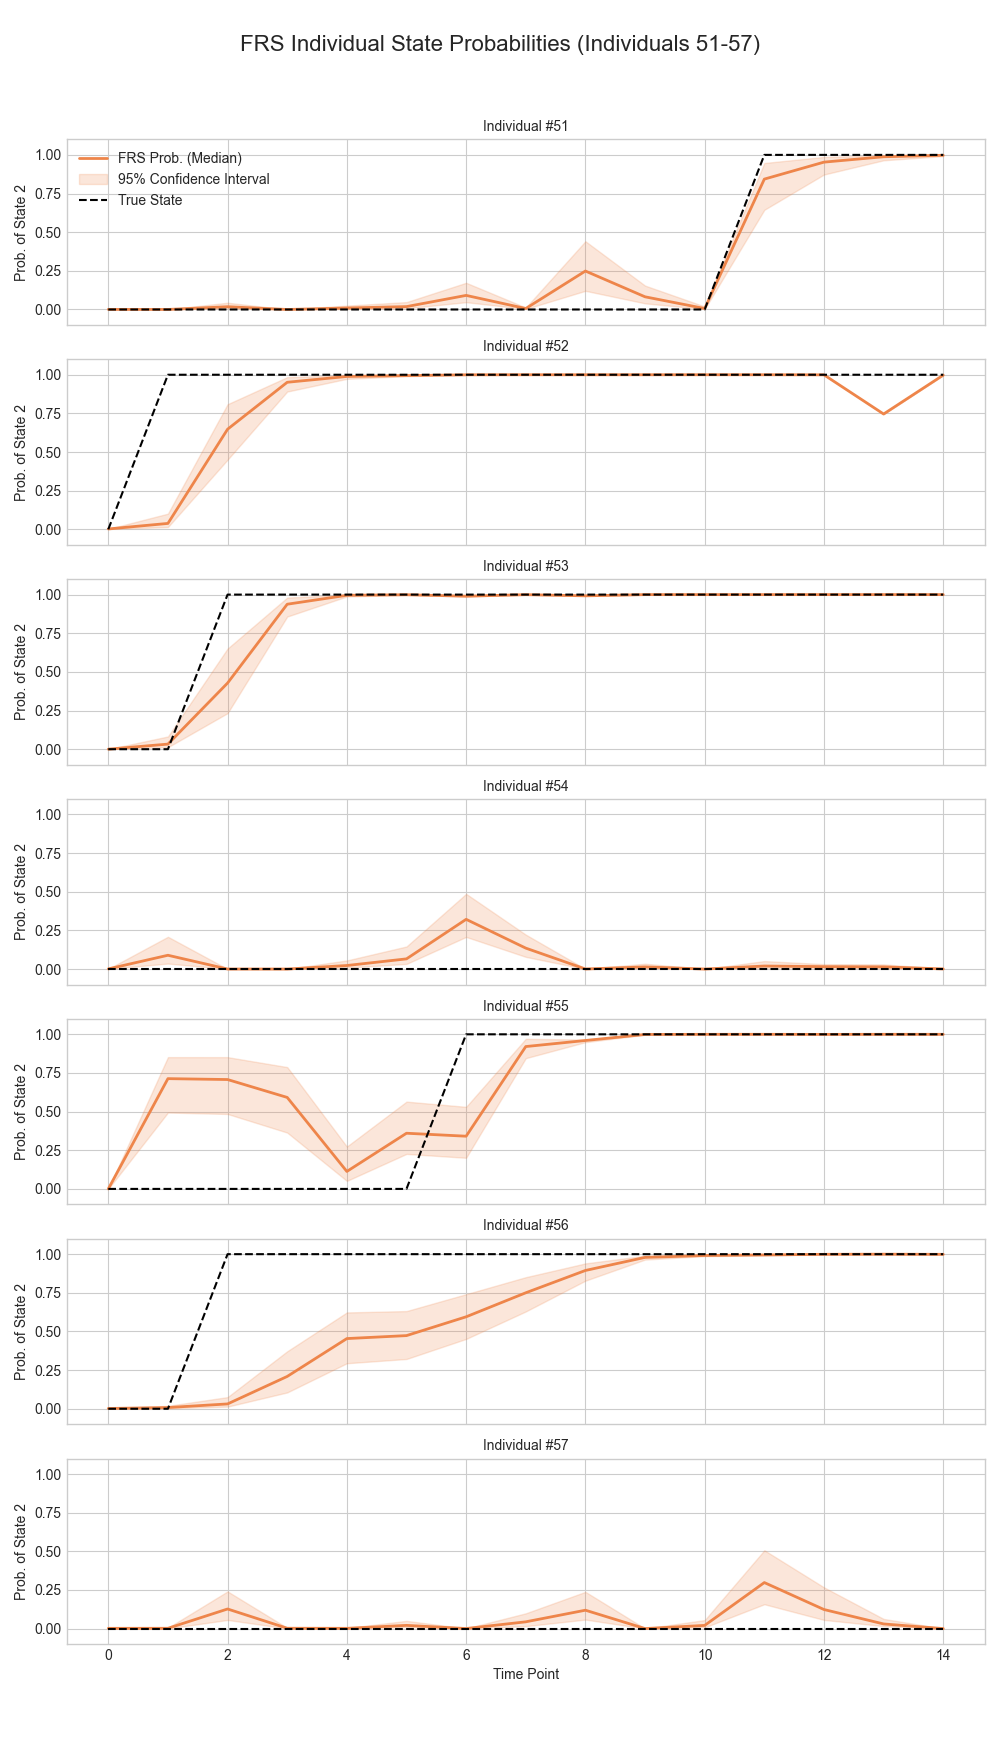 FRS Individual State Probabilities (Individuals 51-57)
Individual #51
Prob. of State 2
1.00
0.75
0.50
0.25
0.00
FRS Prob. (Median)
95% Confidence Interval
True State
Individual #52
Prob. of State 2
1.00
0.75
0.50
0.25
0.00
Individual #53
Prob. of State 2
1.00
0.75
0.50
0.25
0.00
Individual #54
Prob. of State 2
1.00
0.75
0.50
0.25
0.00
Individual #55
Prob. of State 2
1.00
0.75
0.50
0.25
0.00
Individual #56
Prob. of State 2
1.00
0.75
0.50
0.25
0.00
Individual #57
Prob. of State 2
1.00
0.75
0.50
0.25
0.00
0 2 4 6 8 10 12 14
Time Point